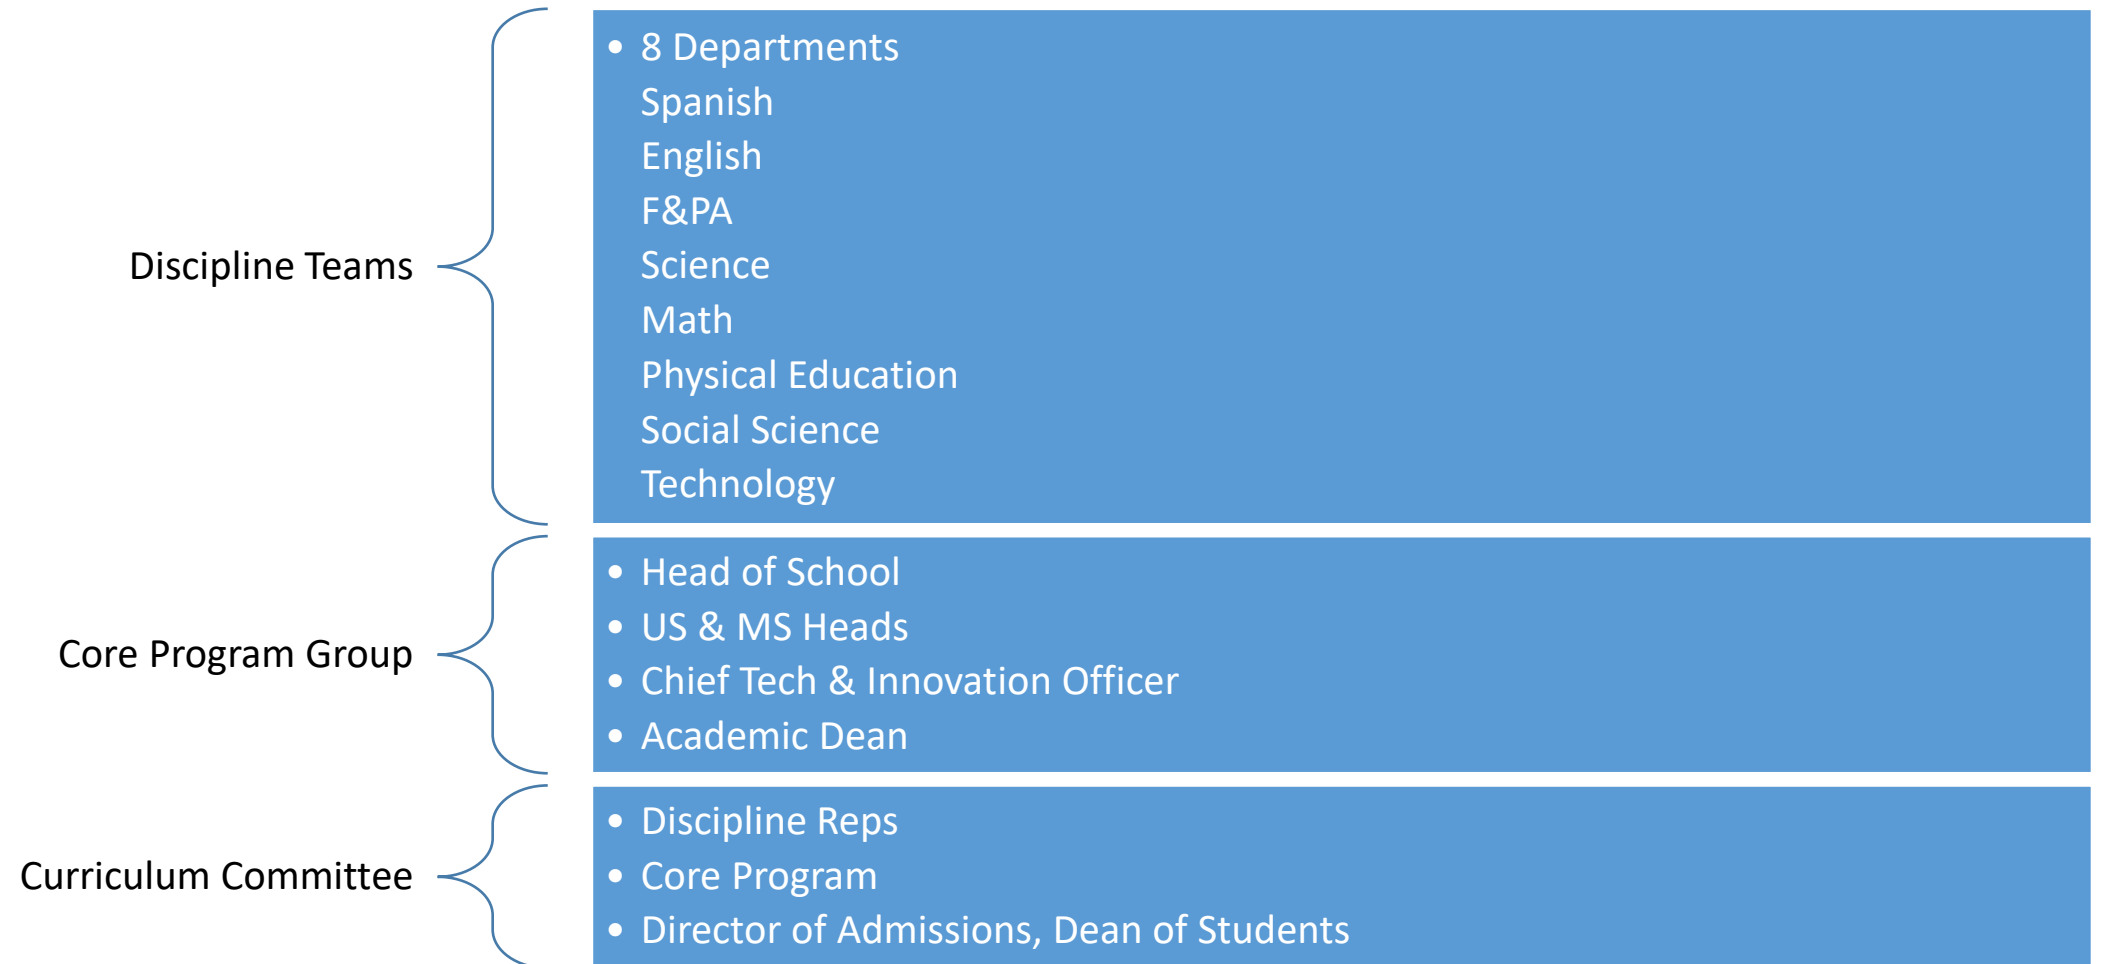 Discipline Teams
• 8 Departments
Spanish
English
F&PA
Science
Math
Physical Education
Social Science
Technology
Core Program Group
• Head of School
• US & MS Heads
• Chief Tech & Innovation Officer
• Academic Dean
Curriculum Committee
• Discipline Reps
• Core Program
• Director of Admissions, Dean of Students